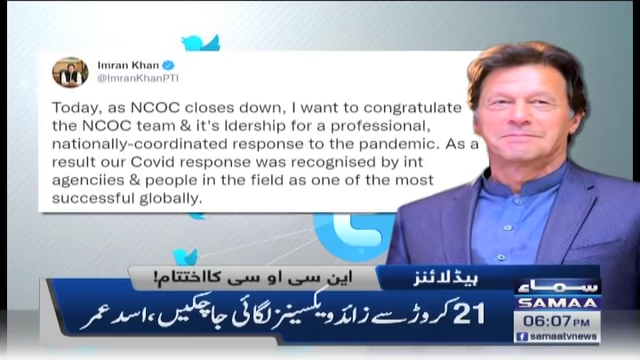 Imran Khan
@ImranKhanPTI
Today, as NCOC closes down, I want to congratulate
the NCOC team & it's ldership for a professional,
nationally-coordinated response to the pandemic. As a
result our Covid response was recognised by int
agenciies & people in the field as one of the most
successful globally.
ہیڈلائنز
این سی او سی کا اختتام!
21 کروڑ سے زائد ویکسینز لگائی جا چکیں، اسد عمر
سماء
SAMAA
06:07 PM
f samaatvnews